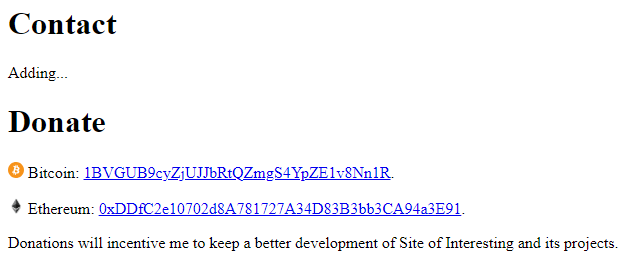 Contact
Adding...
Donate
Bitcoin: 1BVGUB9cyZjUJJbRtQZmgS4YpZE1v8Nn1R.
Ethereum: 0xDDfC2e10702d8A781727A34D83B3bb3CA94a3E91.
Donations will incentive me to keep a better development of Site of Interesting and its projects.